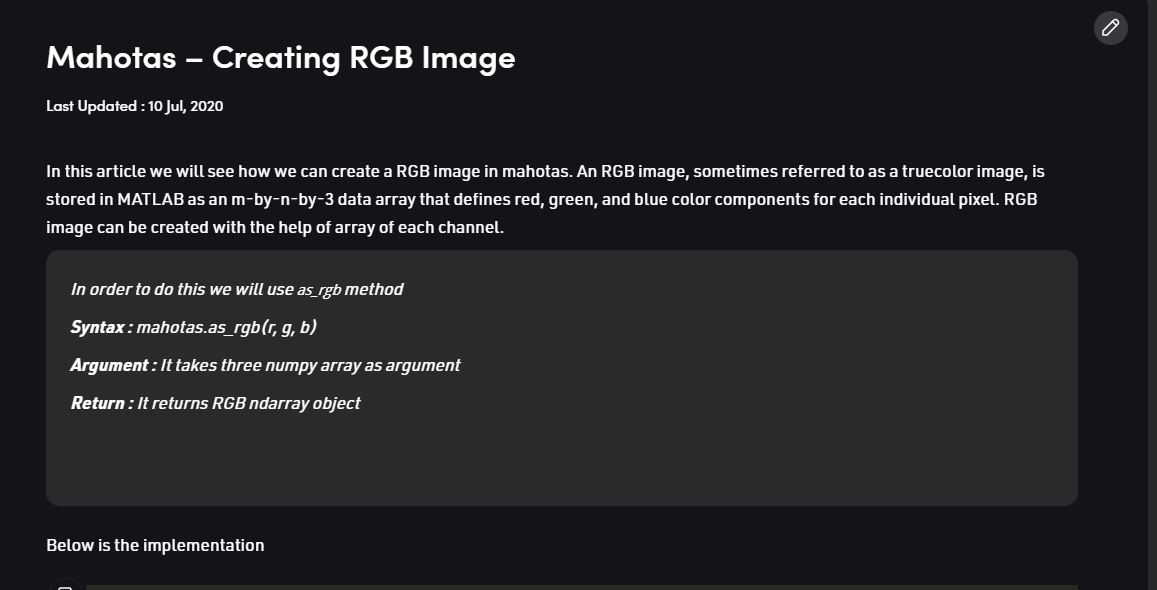 Mahotas – Creating RGB Image
Last Updated : 10 Jul, 2020
In this article we will see how we can create a RGB image in mahotas. An RGB image, sometimes referred to as a truecolor image, is
stored in MATLAB as an m-by-n-by-3 data array that defines red, green, and blue color components for each individual pixel. RGB
image can be created with the help of array of each channel.
In order to do this we will use as_rgb method
Syntax : mahotas.as_rgb(r, g, b)
Argument : It takes three numpy array as argument
Return : It returns RGB ndarray object
Below is the implementation